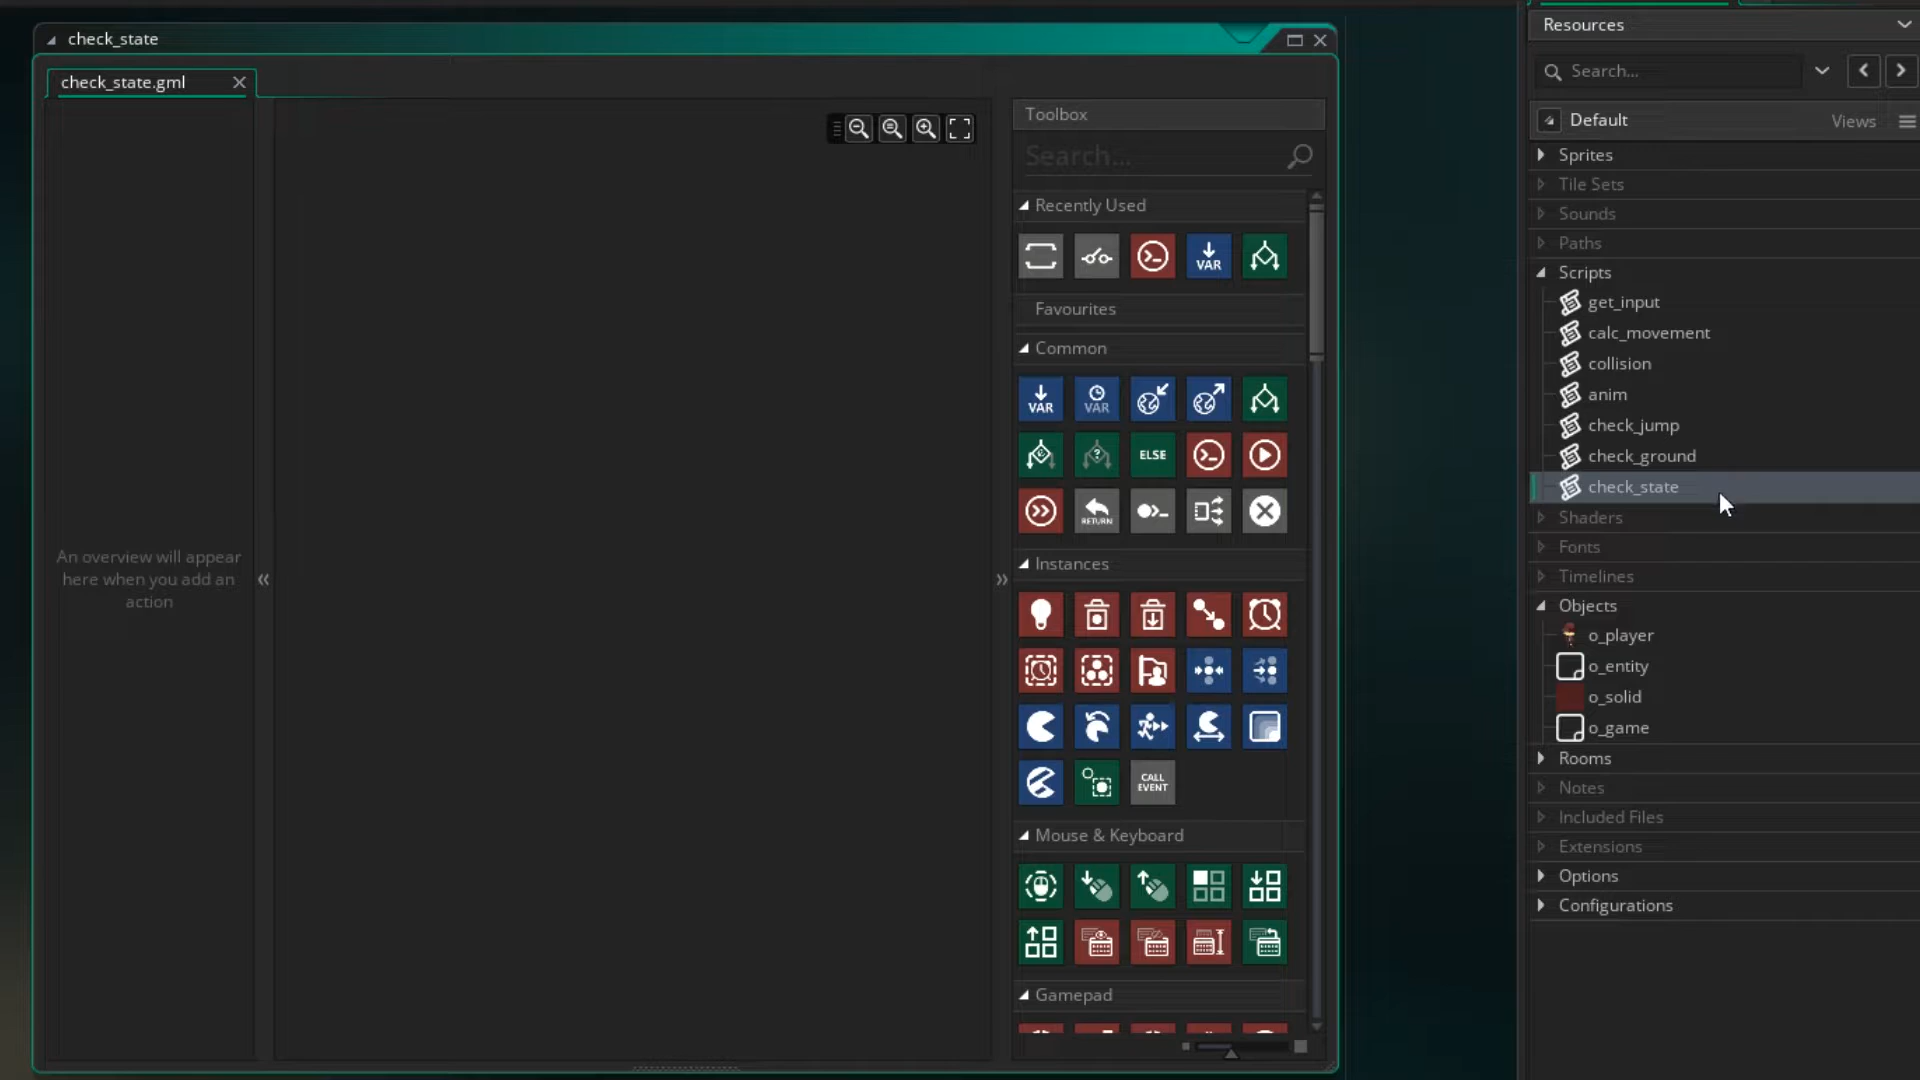 check_state
check_state.gml
An overview will appear
here when you add an
action
Toolbox
Search...
Recently Used
VAR
Favourites
Common
VAR
VAR
ELSE
RETURN
Instances
CALL
EVENT
Mouse & Keyboard
Gamepad
Resources
Search...
Default
Views
Sprites
Tile Sets
Sounds
Paths
Scripts
get_input
calc_movement
collision
anim
check_jump
check_ground
check_state
Shaders
Fonts
Timelines
Objects
o_player
o_entity
o_solid
o_game
Rooms
Notes
Included Files
Extensions
Options
Configurations